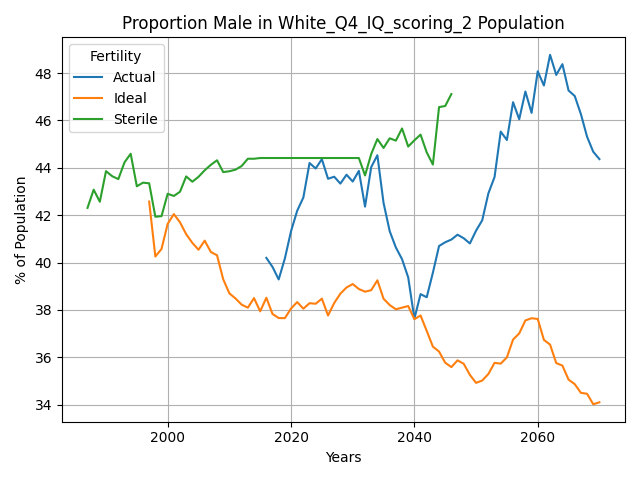 Proportion Male in White_Q4_IQ_scoring_2 Population
Fertility
Actual
Ideal
Sterile
% of Population
48
46
44
42
40
38
36
34
2000
2020
2040
2060
Years